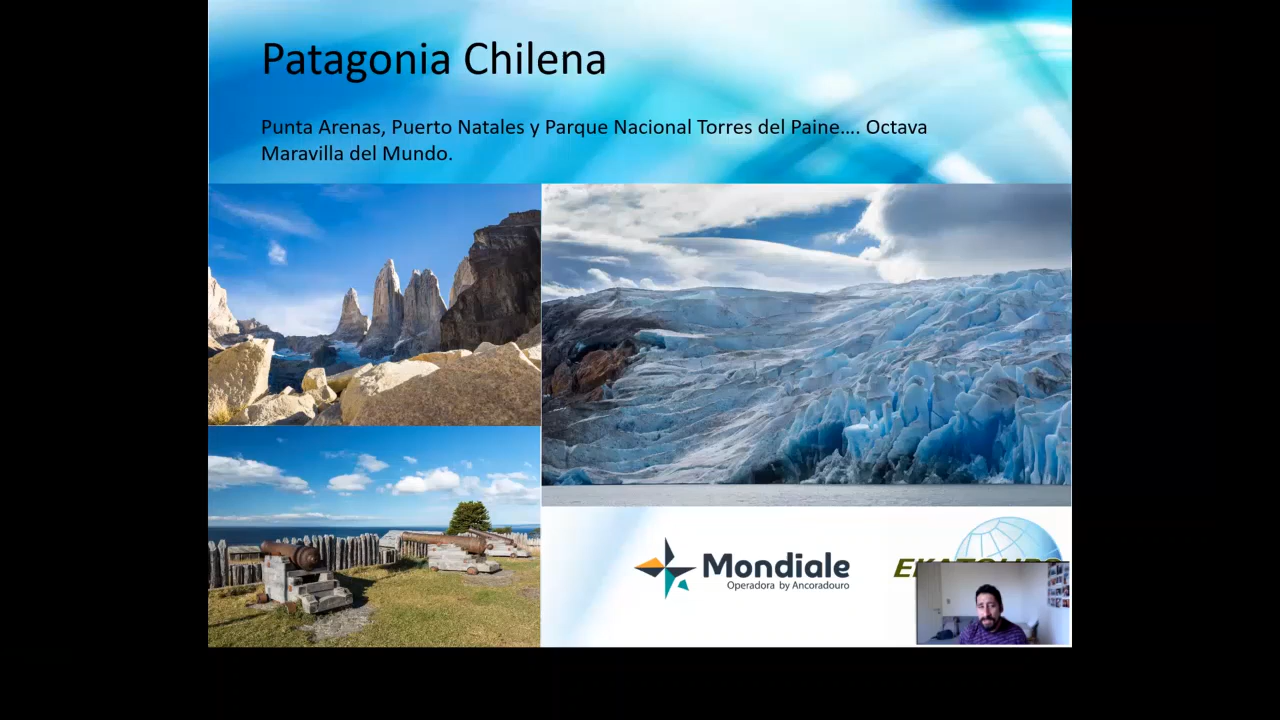 Patagonia Chilena
Punta Arenas, Puerto Natales y Parque Nacional Torres del Paine…. Octava
Maravilla del Mundo.
Mondiale
Operadora by Ancoradouro